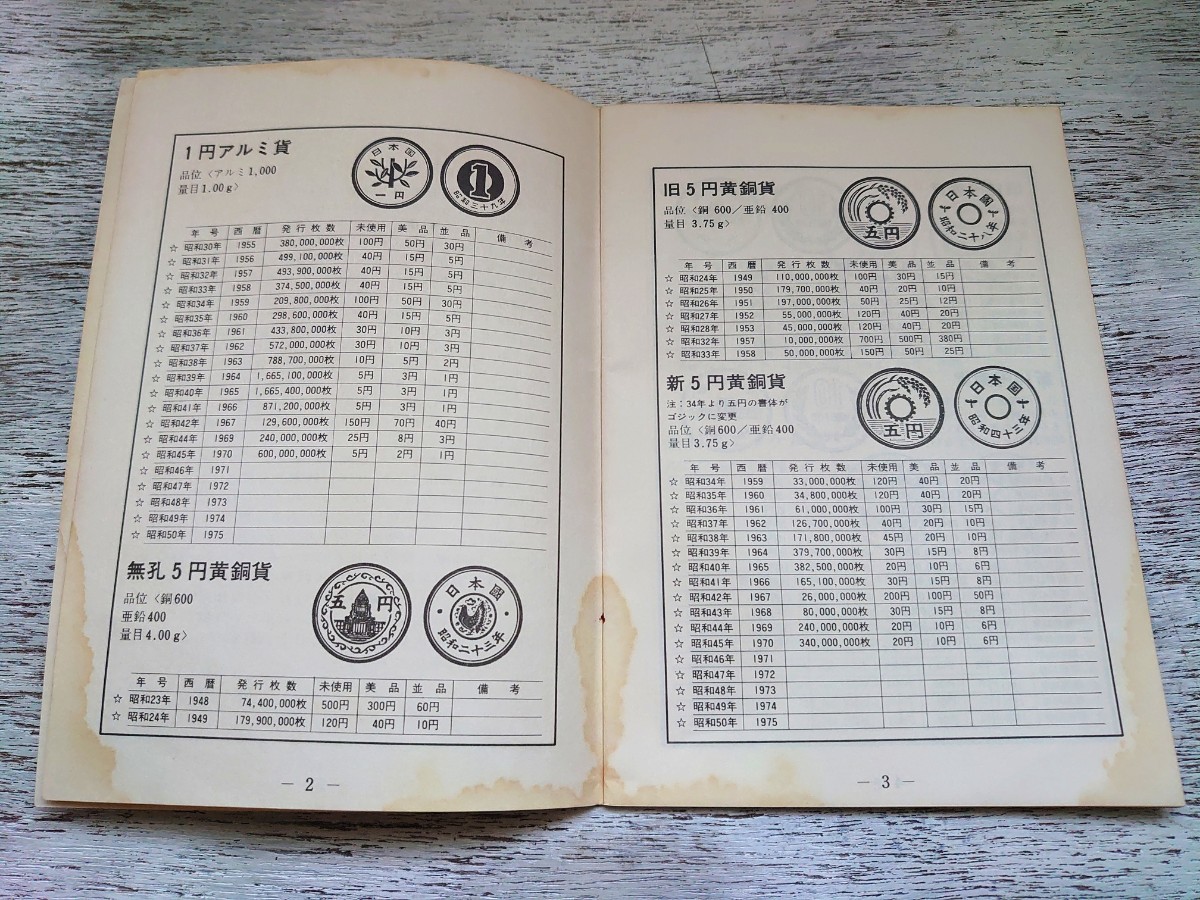 1円アルミ貨
品位〈アルミ1,000
量目1.00g〉
日本国
一円
1
昭和三十九年
年号 西暦 発行枚数 未使用 美品 並品 備考
☆ 昭和30年 1955 380,000,000枚 100円 50円 30円
☆ 昭和31年 1956 499,100,000枚 40円 15円 5円
☆ 昭和32年 1957 493,900,000枚 40円 15円 5円
☆ 昭和33年 1958 374,500,000枚 40円 15円 5円
☆ 昭和34年 1959 209,800,000枚 100円 50円 30円
☆ 昭和35年 1960 298,600,000枚 40円 15円 5円
☆ 昭和36年 1961 433,800,000枚 30円 10円 3円
☆ 昭和37年 1962 572,000,000枚 30円 10円 3円
☆ 昭和38年 1963 788,700,000枚 10円 5円 2円
☆ 昭和39年 1964 1,665,100,000枚 5円 3円 1円
☆ 昭和40年 1965 1,665,400,000枚 5円 3円 1円
☆ 昭和41年 1966 871,200,000枚 5円 3円 1円
☆ 昭和42年 1967 129,600,000枚 150円 70円 40円
☆ 昭和44年 1969 240,000,000枚 25円 8円 3円
☆ 昭和45年 1970 600,000,000枚 5円 2円 1円
☆ 昭和46年 1971
☆ 昭和47年 1972
☆ 昭和48年 1973
☆ 昭和49年 1974
☆ 昭和50年 1975
無孔5円黄銅貨
品位〈銅600
亜鉛400
量目4.00g〉
五円
日本國
昭和二十三年
年号 西暦 発行枚数 未使用 美品 並品 備考
☆ 昭和23年 1948 74,400,000枚 500円 300円 60円
☆ 昭和24年 1949 179,900,000枚 120円 40円 10円
— 2 —
旧5円黄銅貨
品位〈銅 600／亜鉛 400
量目 3.75g〉
五円
日本國
昭和二十八年
年号 西暦 発行枚数 未使用 美品 並品 備考
☆ 昭和24年 1949 110,000,000枚 100円 30円 15円
☆ 昭和25年 1950 179,700,000枚 40円 20円 10円
☆ 昭和26年 1951 197,000,000枚 50円 25円 12円
☆ 昭和27年 1952 55,000,000枚 120円 40円 20円
☆ 昭和28年 1953 45,000,000枚 120円 40円 20円
☆ 昭和32年 1957 10,000,000枚 700円 500円 380円
☆ 昭和33年 1958 50,000,000枚 150円 50円 25円
新5円黄銅貨
注：34年より五円の書体が
ゴジックに変更
品位〈銅600／亜鉛400
量目3.75g〉
五円
日本国
昭和四十三年
年号 西暦 発行枚数 未使用 美品 並品 備考
☆ 昭和34年 1959 33,000,000枚 120円 40円 20円
☆ 昭和35年 1960 34,800,000枚 120円 40円 20円
☆ 昭和36年 1961 61,000,000枚 100円 30円 15円
☆ 昭和37年 1962 126,700,000枚 40円 20円 10円
☆ 昭和38年 1963 171,800,000枚 45円 20円 10円
☆ 昭和39年 1964 379,700,000枚 30円 15円 8円
☆ 昭和40年 1965 382,500,000枚 20円 10円 6円
☆ 昭和41年 1966 165,100,000枚 30円 15円 8円
☆ 昭和42年 1967 26,000,000枚 200円 100円 50円
☆ 昭和43年 1968 80,000,000枚 30円 15円 8円
☆ 昭和44年 1969 240,000,000枚 20円 10円 6円
☆ 昭和45年 1970 340,000,000枚 20円 10円 6円
☆ 昭和46年 1971
☆ 昭和47年 1972
☆ 昭和48年 1973
☆ 昭和49年 1974
☆ 昭和50年 1975
— 3 —